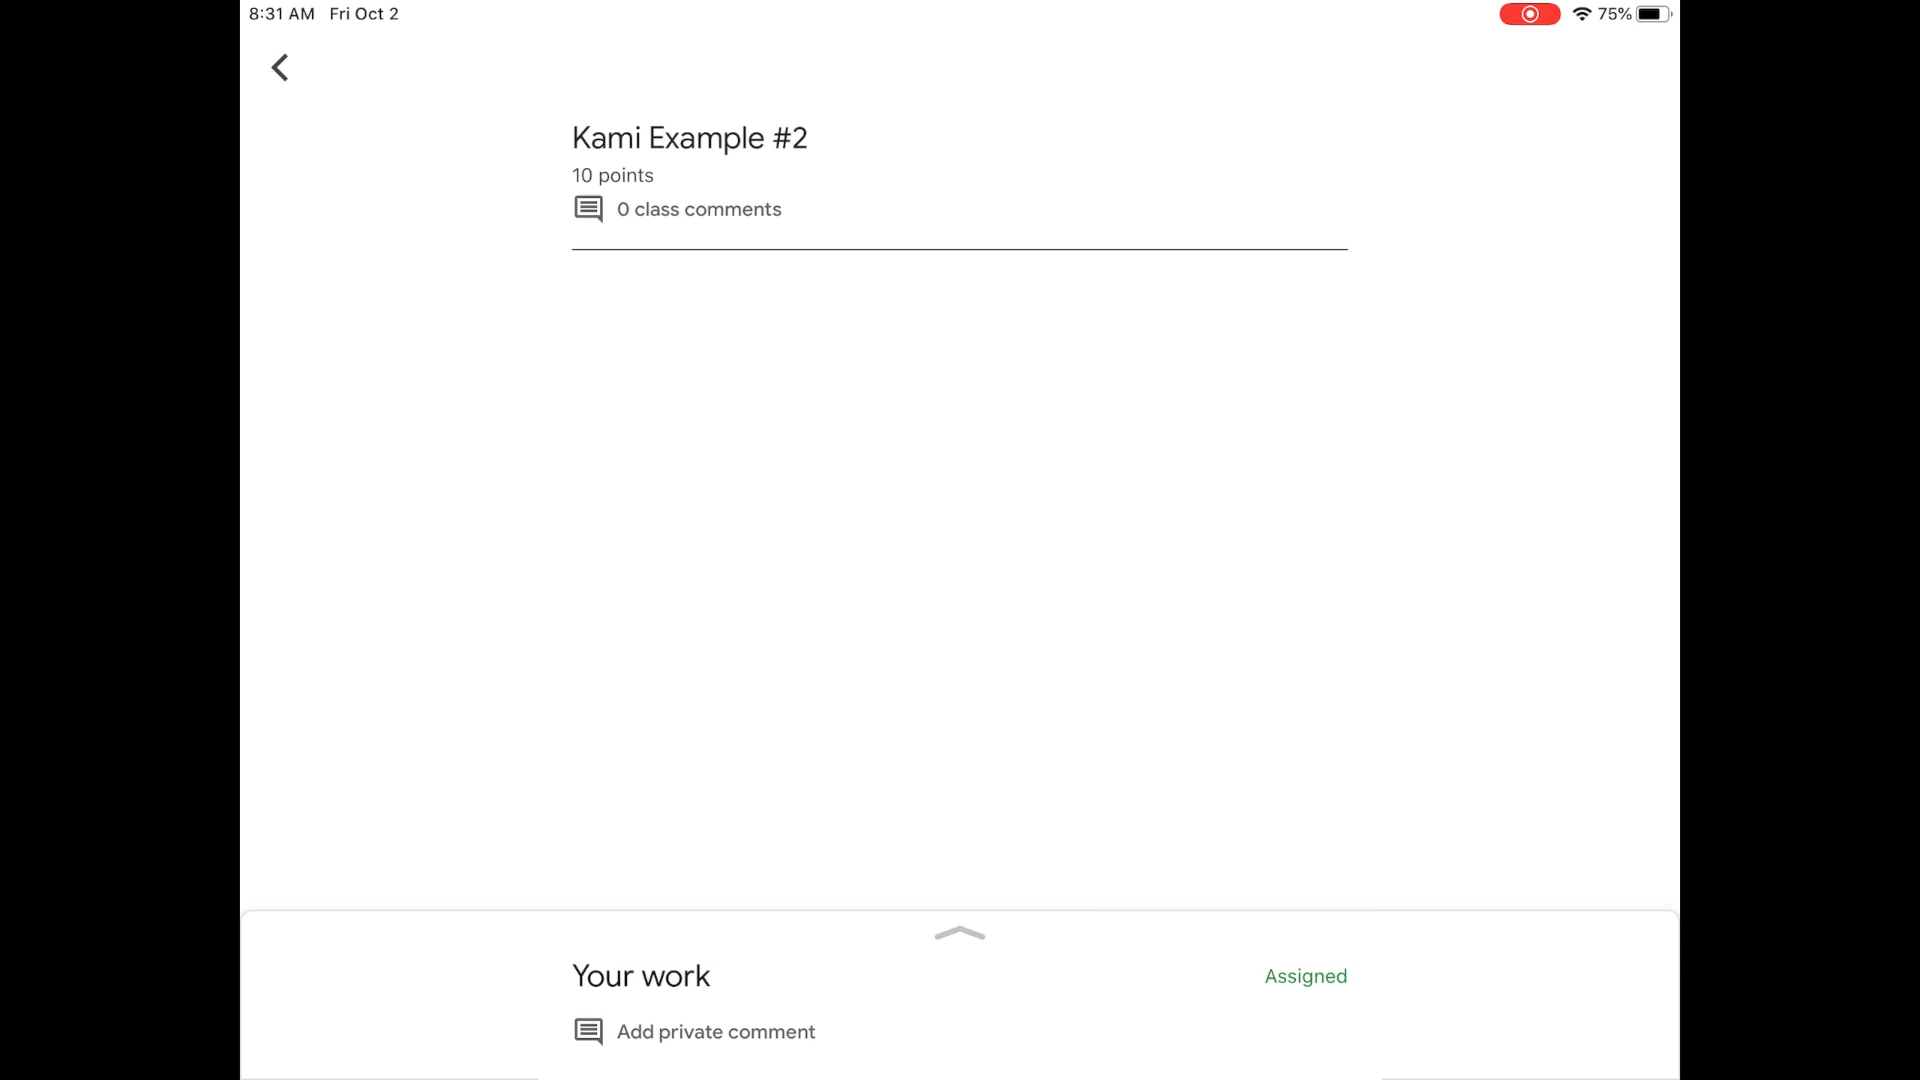 8:31 AM Fri Oct 2
75%
Kami Example #2
10 points
0 class comments
Your work
Assigned
Add private comment